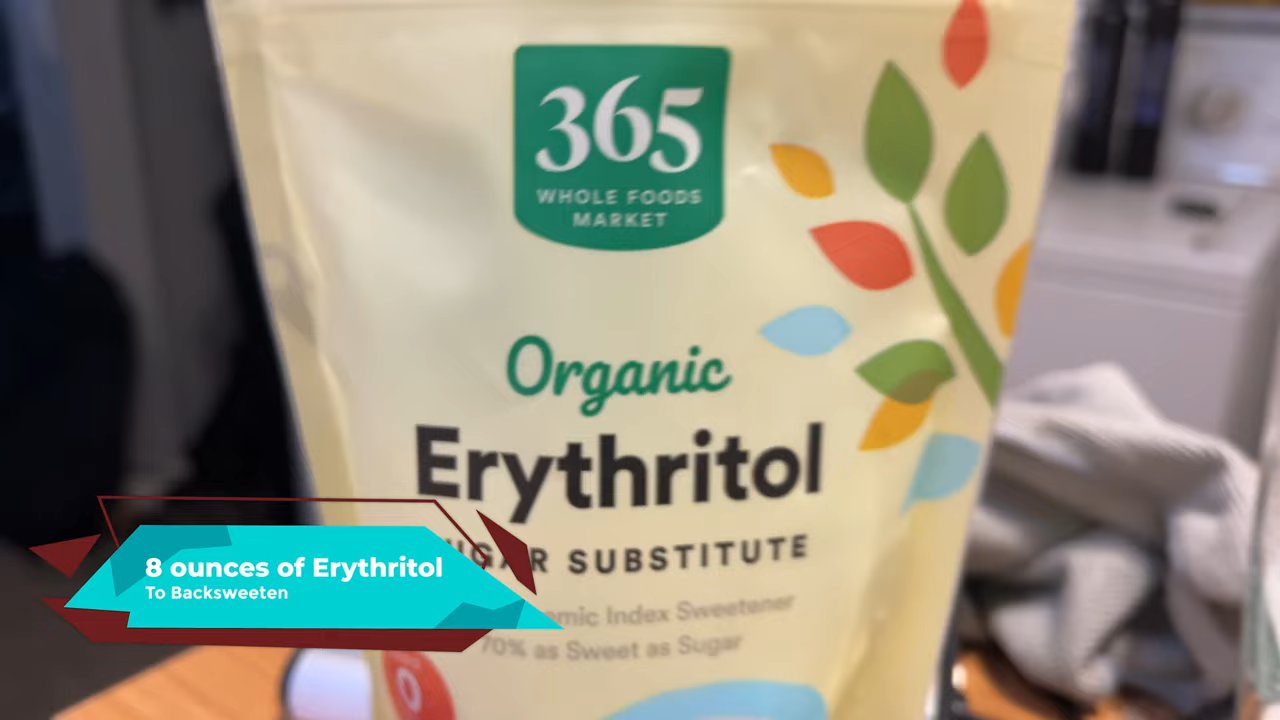 365
WHOLE FOODS
MARKET
Organic
Erythritol
SUBSTITUTE
Index Sweetener
70% as Sweet as Sugar
8 ounces of Erythritol
To Backsweeten